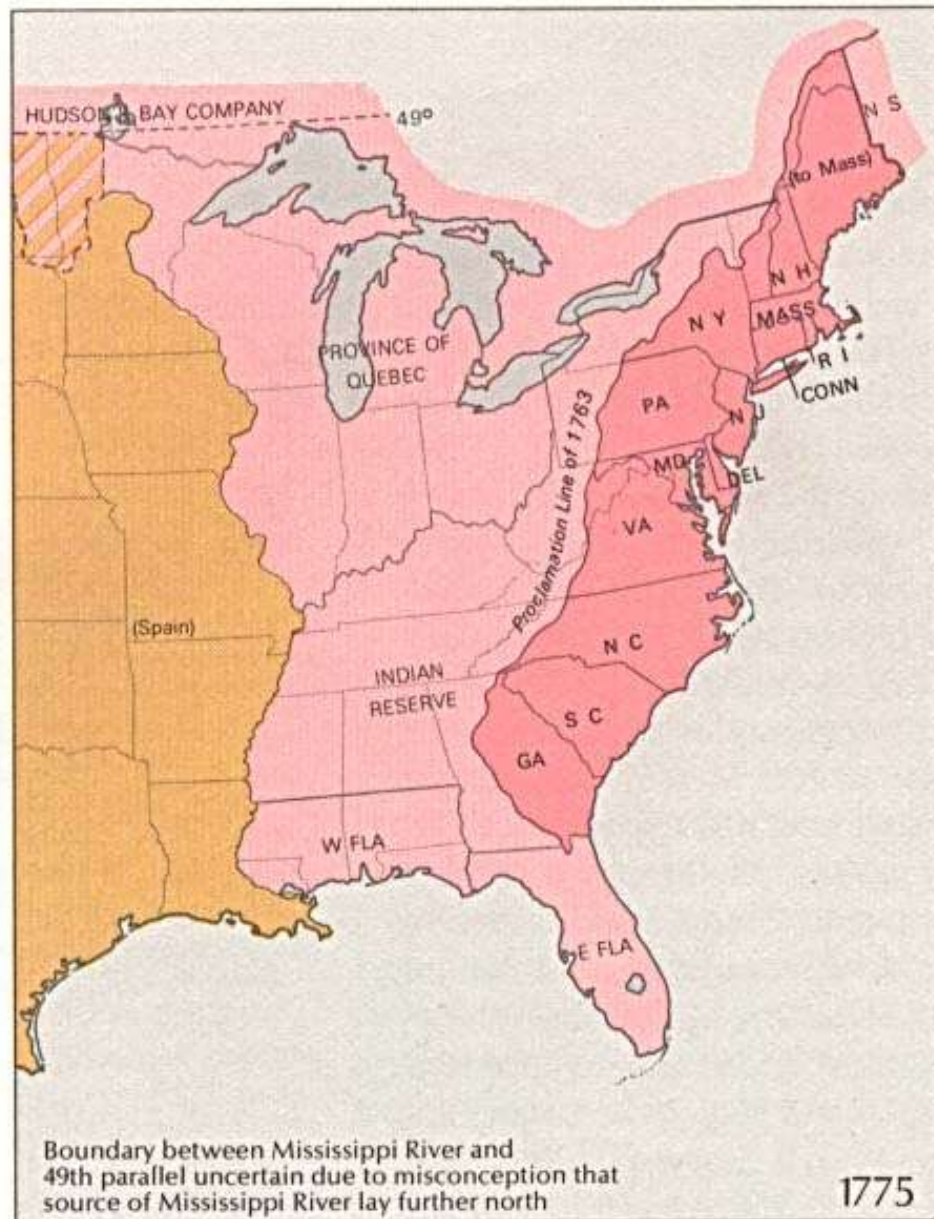 HUDSON BAY COMPANY
49º
N S
(to Mass)
N H
N Y
MASS
R I
CONN
PROVINCE OF
QUEBEC
PA
N J
Proclamation Line of 1763
MD
DEL
VA
(Spain)
N C
INDIAN
RESERVE
S C
GA
W FLA
E FLA
Boundary between Mississippi River and
49th parallel uncertain due to misconception that
source of Mississippi River lay further north
1775